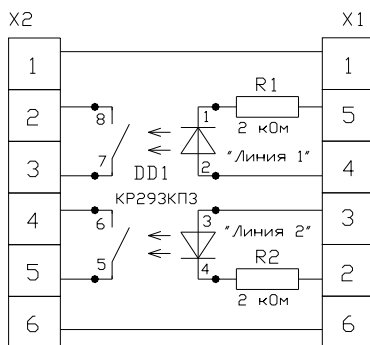 X2 X1
1 1
R1
2 8 1 5
2 кОм
7 2 "Линия 1"
3 DD1 4
КР293КП3
4 6 3 3
"Линия 2"
R2
5 5 4 2
2 кОм
6 6